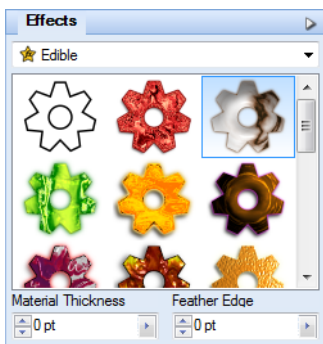 Effects
Edible
Material Thickness
Feather Edge
0 pt
0 pt